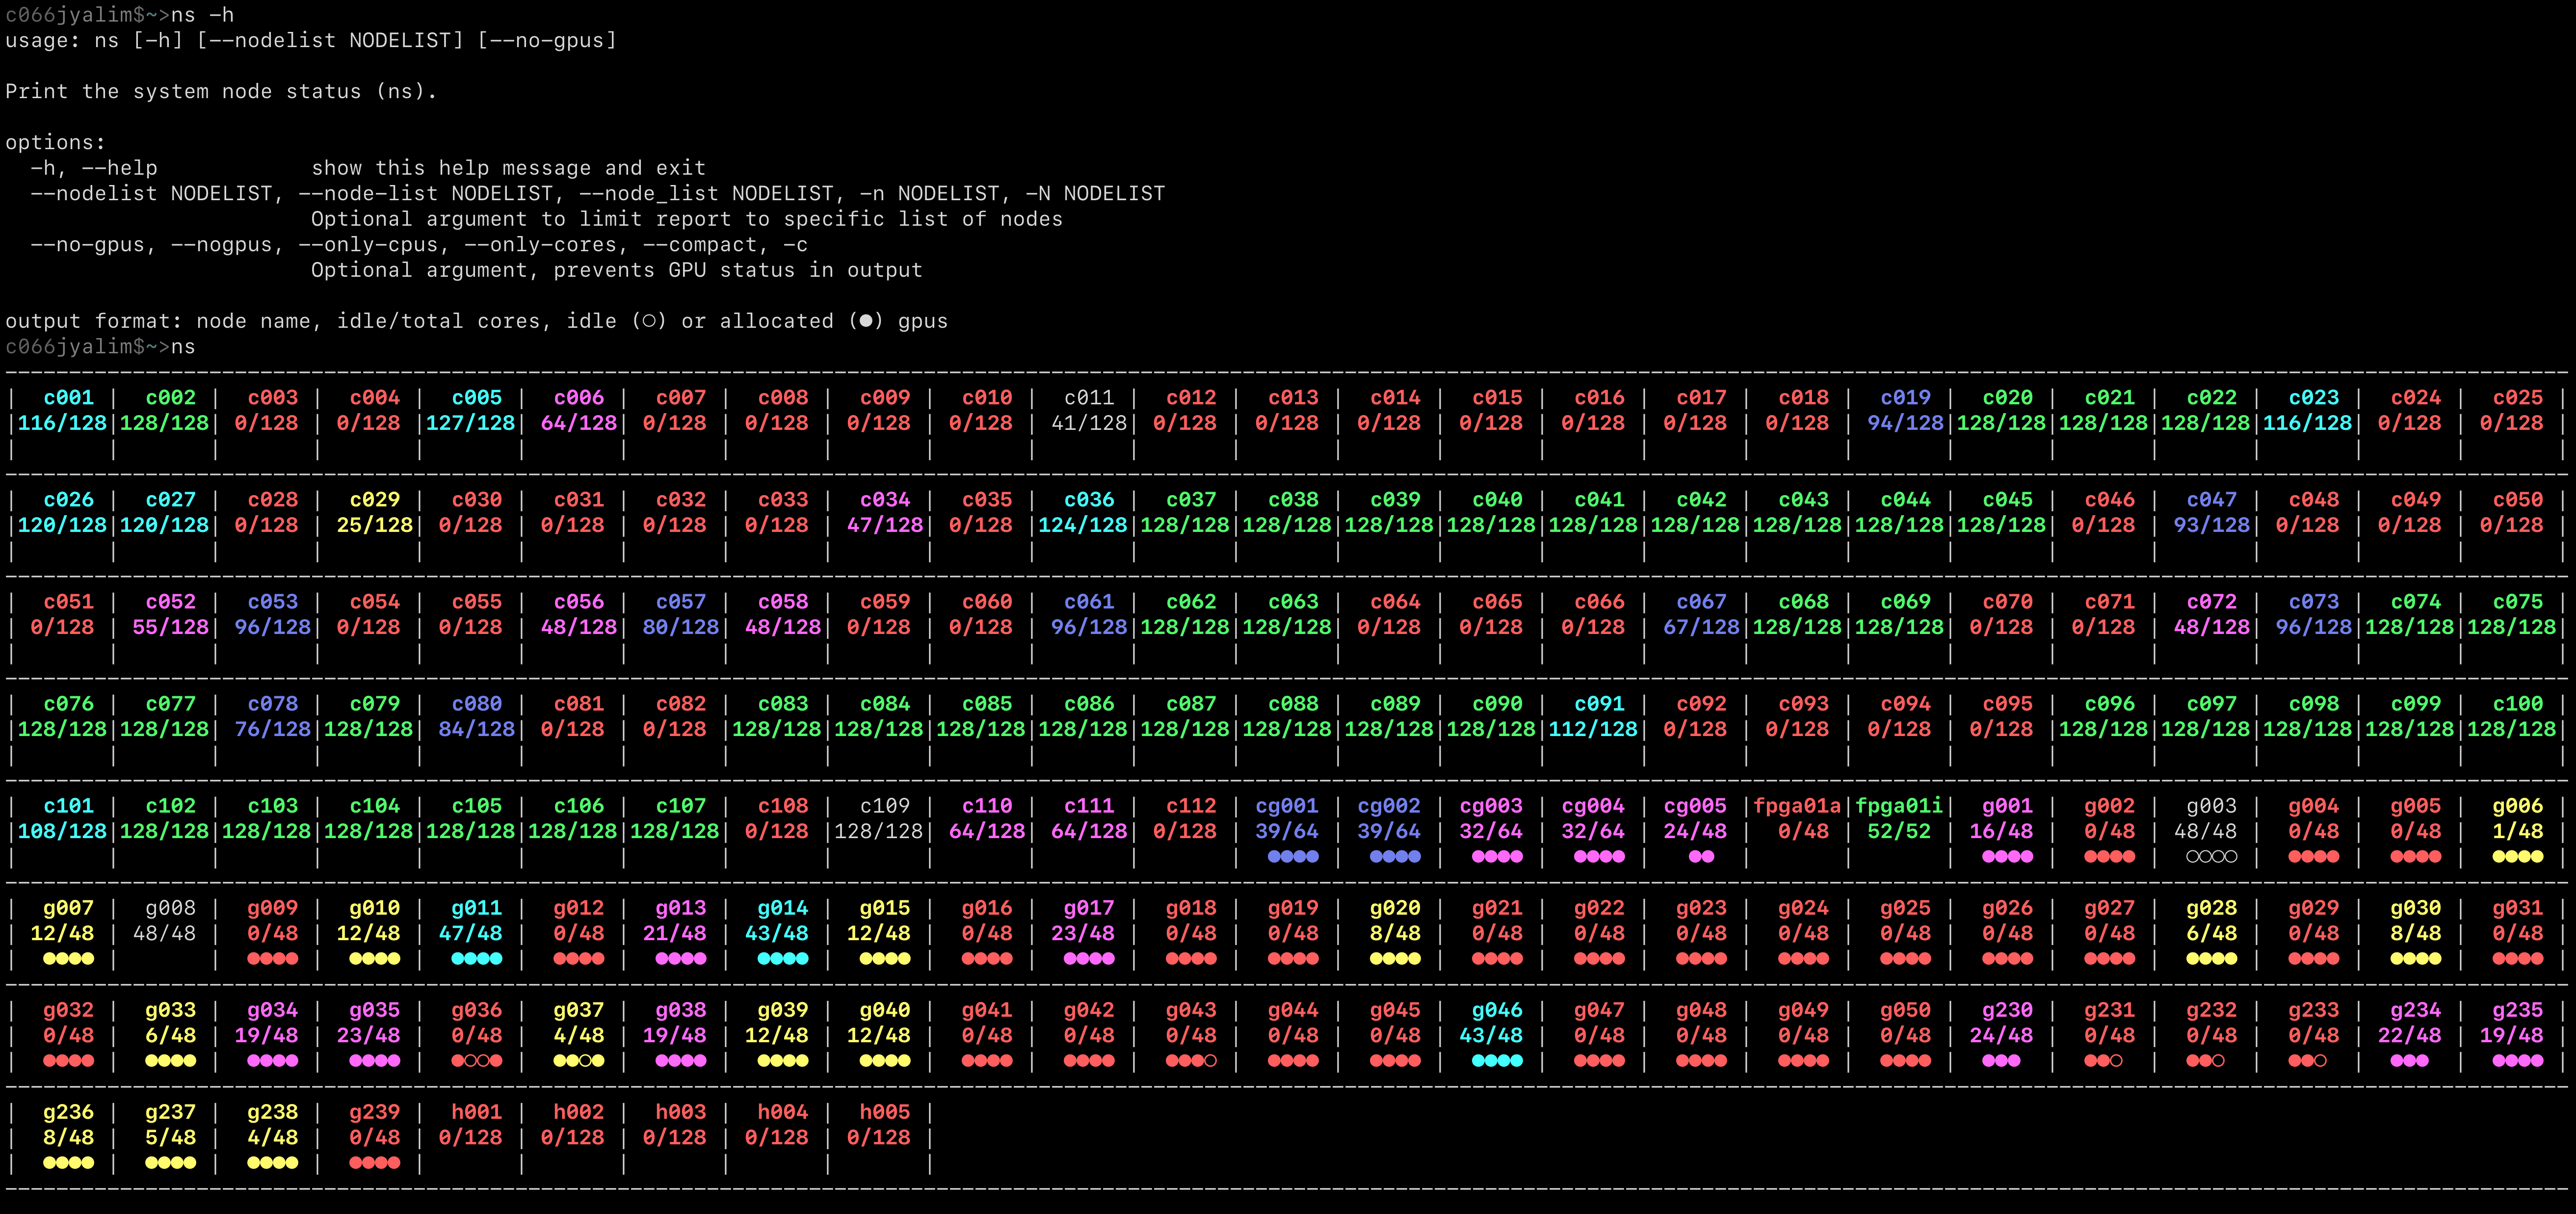 c066jyalim$~>ns -h
usage: ns [-h] [--nodelist NODELIST] [--no-gpus]
Print the system node status (ns).
options:
-h, --help show this help message and exit
--nodelist NODELIST, --node-list NODELIST, --node_list NODELIST, -n NODELIST, -N NODELIST
Optional argument to limit report to specific list of nodes
--no-gpus, --nogpus, --only-cpus, --only-cores, --compact, -c
Optional argument, prevents GPU status in output
output format: node name, idle/total cores, idle (○) or allocated (●) gpus
c066jyalim$~>ns
| c001 | c002 | c003 | c004 | c005 | c006 | c007 | c008 | c009 | c010 | c011 | c012 | c013 | c014 | c015 | c016 | c017 | c018 | c019 | c020 | c021 | c022 | c023 | c024 | c025 |
|116/128|128/128| 0/128 | 0/128 |127/128| 64/128| 0/128 | 0/128 | 0/128 | 0/128 | 41/128| 0/128 | 0/128 | 0/128 | 0/128 | 0/128 | 0/128 | 0/128 | 94/128|128/128|128/128|128/128|116/128| 0/128 | 0/128 |
| c026 | c027 | c028 | c029 | c030 | c031 | c032 | c033 | c034 | c035 | c036 | c037 | c038 | c039 | c040 | c041 | c042 | c043 | c044 | c045 | c046 | c047 | c048 | c049 | c050 |
|120/128|120/128| 0/128 | 25/128| 0/128 | 0/128 | 0/128 | 0/128 | 47/128| 0/128 |124/128|128/128|128/128|128/128|128/128|128/128|128/128|128/128|128/128|128/128| 0/128 | 93/128| 0/128 | 0/128 | 0/128 |
| c051 | c052 | c053 | c054 | c055 | c056 | c057 | c058 | c059 | c060 | c061 | c062 | c063 | c064 | c065 | c066 | c067 | c068 | c069 | c070 | c071 | c072 | c073 | c074 | c075 |
| 0/128 | 55/128| 96/128| 0/128 | 0/128 | 48/128| 80/128| 48/128| 0/128 | 0/128 | 96/128|128/128|128/128| 0/128 | 0/128 | 0/128 | 67/128|128/128|128/128| 0/128 | 0/128 | 48/128| 96/128|128/128|128/128|
| c076 | c077 | c078 | c079 | c080 | c081 | c082 | c083 | c084 | c085 | c086 | c087 | c088 | c089 | c090 | c091 | c092 | c093 | c094 | c095 | c096 | c097 | c098 | c099 | c100 |
|128/128|128/128| 76/128|128/128| 84/128| 0/128 | 0/128 |128/128|128/128|128/128|128/128|128/128|128/128|128/128|128/128|112/128| 0/128 | 0/128 | 0/128 | 0/128 |128/128|128/128|128/128|128/128|128/128|
| c101 | c102 | c103 | c104 | c105 | c106 | c107 | c108 | c109 | c110 | c111 | c112 | cg001 | cg002 | cg003 | cg004 | cg005 |fpga01a|fpga01i| g001 | g002 | g003 | g004 | g005 | g006 |
|108/128|128/128|128/128|128/128|128/128|128/128|128/128| 0/128 |128/128| 64/128| 64/128| 0/128 | 39/64 | 39/64 | 32/64 | 32/64 | 24/48 | 0/48 | 52/52 | 16/48 | 0/48 | 48/48 | 0/48 | 0/48 | 1/48 |
| | | | | | | | | | | | | ●●●● | ●●●● | ●●●● | ●●●● | ●● | | | ●●●● | ●●●● | ○○○○ | ●●●● | ●●●● | ●●●● |
| g007 | g008 | g009 | g010 | g011 | g012 | g013 | g014 | g015 | g016 | g017 | g018 | g019 | g020 | g021 | g022 | g023 | g024 | g025 | g026 | g027 | g028 | g029 | g030 | g031 |
| 12/48 | 48/48 | 0/48 | 12/48 | 47/48 | 0/48 | 21/48 | 43/48 | 12/48 | 0/48 | 23/48 | 0/48 | 0/48 | 8/48 | 0/48 | 0/48 | 0/48 | 0/48 | 0/48 | 0/48 | 0/48 | 6/48 | 0/48 | 8/48 | 0/48 |
| ●●●● | | ●●●● | ●●●● | ●●●● | ●●●● | ●●●● | ●●●● | ●●●● | ●●●● | ●●●● | ●●●● | ●●●● | ●●●● | ●●●● | ●●●● | ●●●● | ●●●● | ●●●● | ●●●● | ●●●● | ●●●● | ●●●● | ●●●● | ●●●● |
| g032 | g033 | g034 | g035 | g036 | g037 | g038 | g039 | g040 | g041 | g042 | g043 | g044 | g045 | g046 | g047 | g048 | g049 | g050 | g230 | g231 | g232 | g233 | g234 | g235 |
| 0/48 | 6/48 | 19/48 | 23/48 | 0/48 | 4/48 | 19/48 | 12/48 | 12/48 | 0/48 | 0/48 | 0/48 | 0/48 | 0/48 | 43/48 | 0/48 | 0/48 | 0/48 | 0/48 | 24/48 | 0/48 | 0/48 | 0/48 | 22/48 | 19/48 |
| ●●●● | ●●●● | ●●●● | ●●●● | ●○○● | ●●○● | ●●●● | ●●●● | ●●●● | ●●●● | ●●●● | ●●●○ | ●●●● | ●●●● | ●●●● | ●●●● | ●●●● | ●●●● | ●●●● | ●●● | ●●○ | ●●○ | ●●○ | ●●● | ●●●● |
| g236 | g237 | g238 | g239 | h001 | h002 | h003 | h004 | h005 |
| 8/48 | 5/48 | 4/48 | 0/48 | 0/128 | 0/128 | 0/128 | 0/128 | 0/128 |
| ●●●● | ●●●● | ●●●● | ●●●● | | | | | |